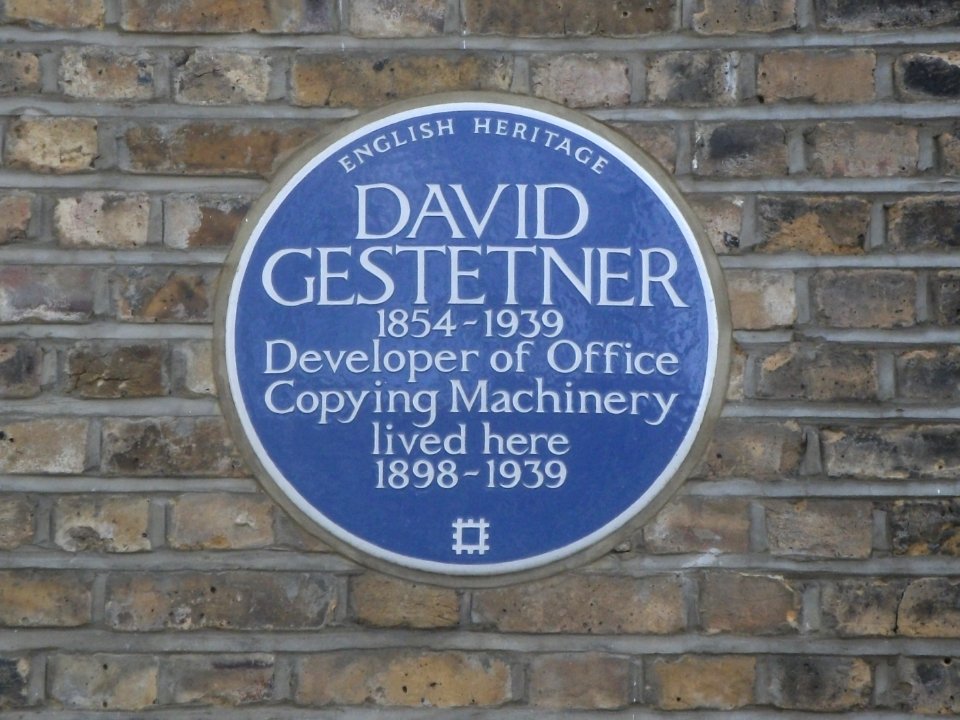 ENGLISH HERITAGE
DAVID
GESTETNER
1854-1939
Developer of Office
Copying Machinery
lived here
1898-1939